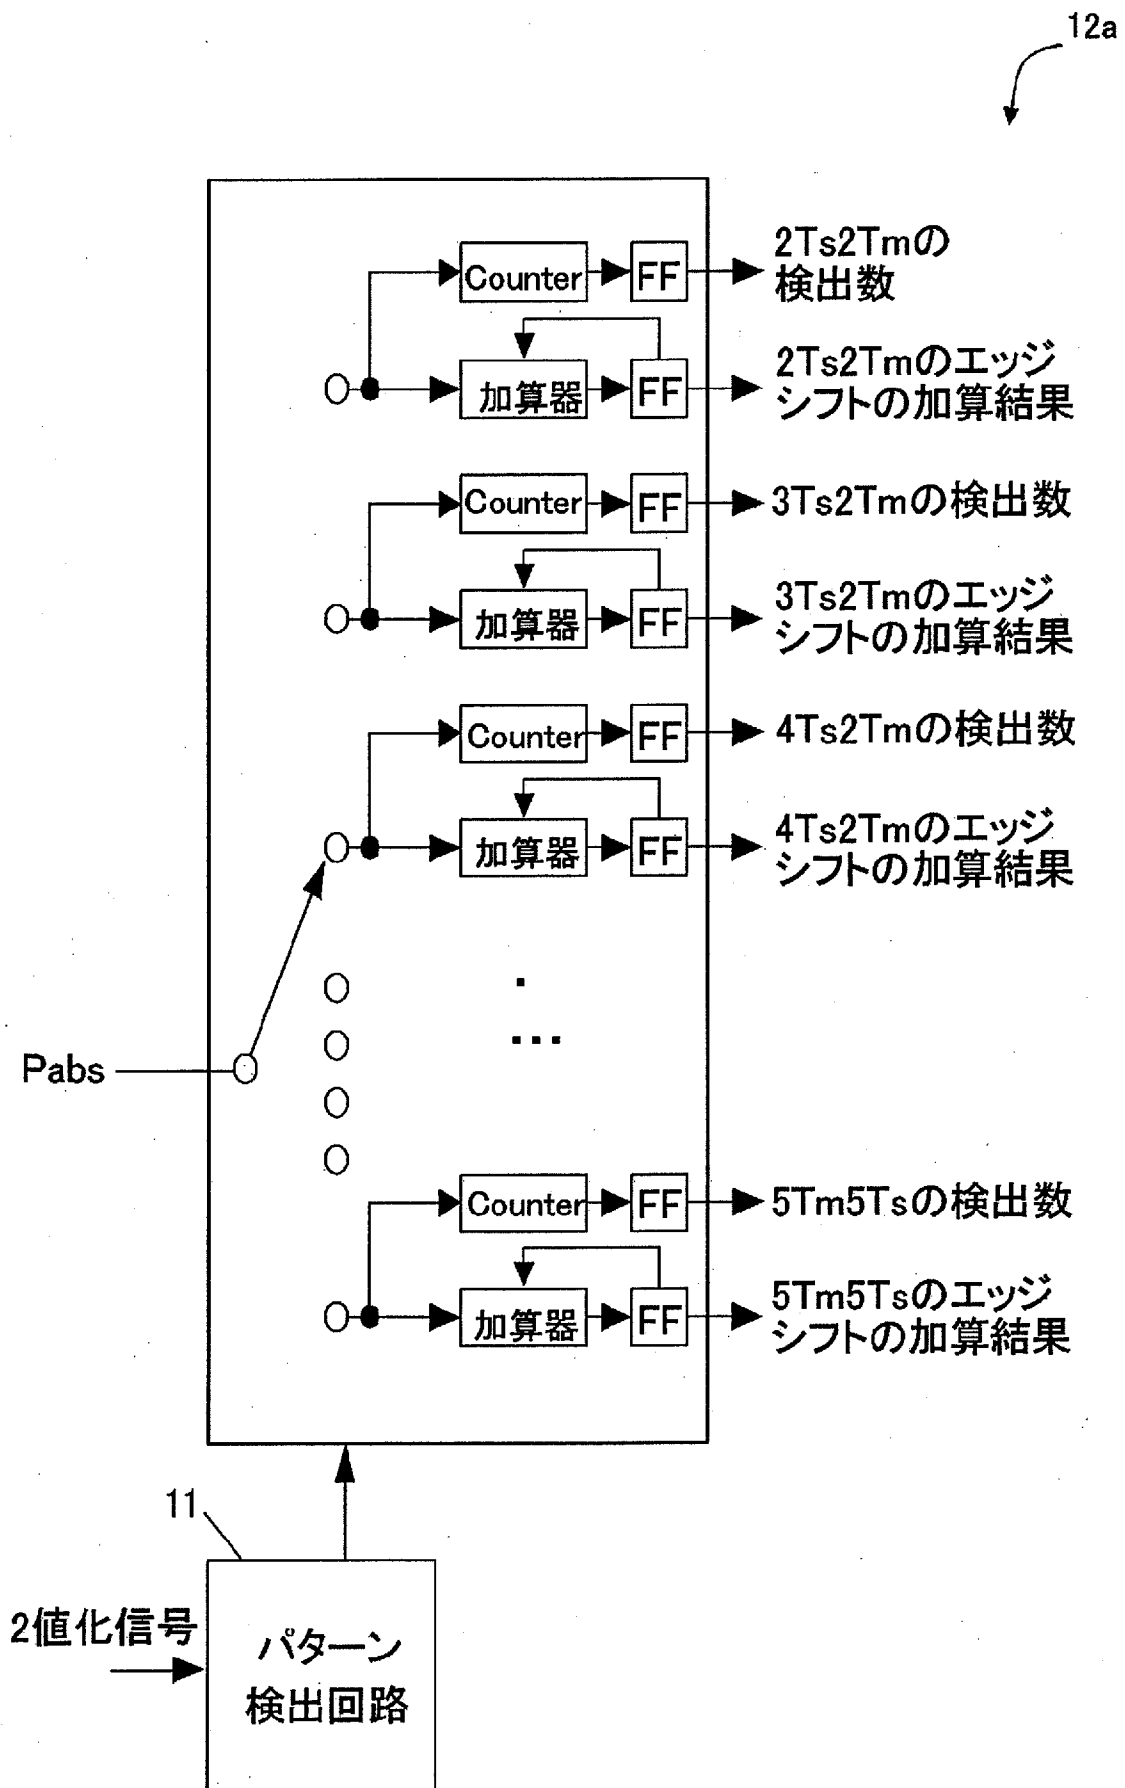 12a
Counter
FF
2Ts2Tmの
検出数
加算器
FF
2Ts2Tmのエッジ
シフトの加算結果
Counter
FF
3Ts2Tmの検出数
加算器
FF
3Ts2Tmのエッジ
シフトの加算結果
Counter
FF
4Ts2Tmの検出数
加算器
FF
4Ts2Tmのエッジ
シフトの加算結果
Pabs
Counter
FF
5Tm5Tsの検出数
加算器
FF
5Tm5Tsのエッジ
シフトの加算結果
11
2値化信号
パターン
検出回路